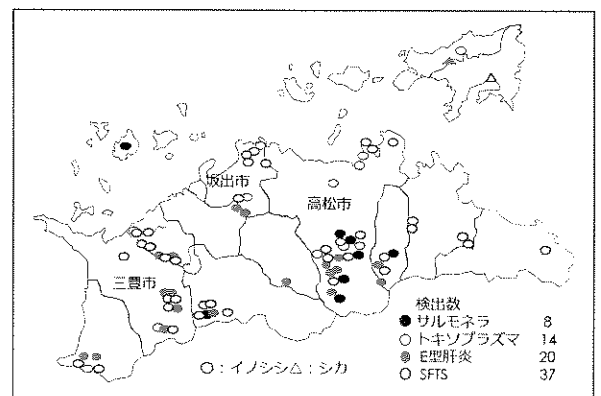 坂出市
高松市
三豊市
検出数
●サルモネラ 8
○トキソプラズマ 14
●E型肝炎 20
○SFTS 37
○:イノシシ△:シカ